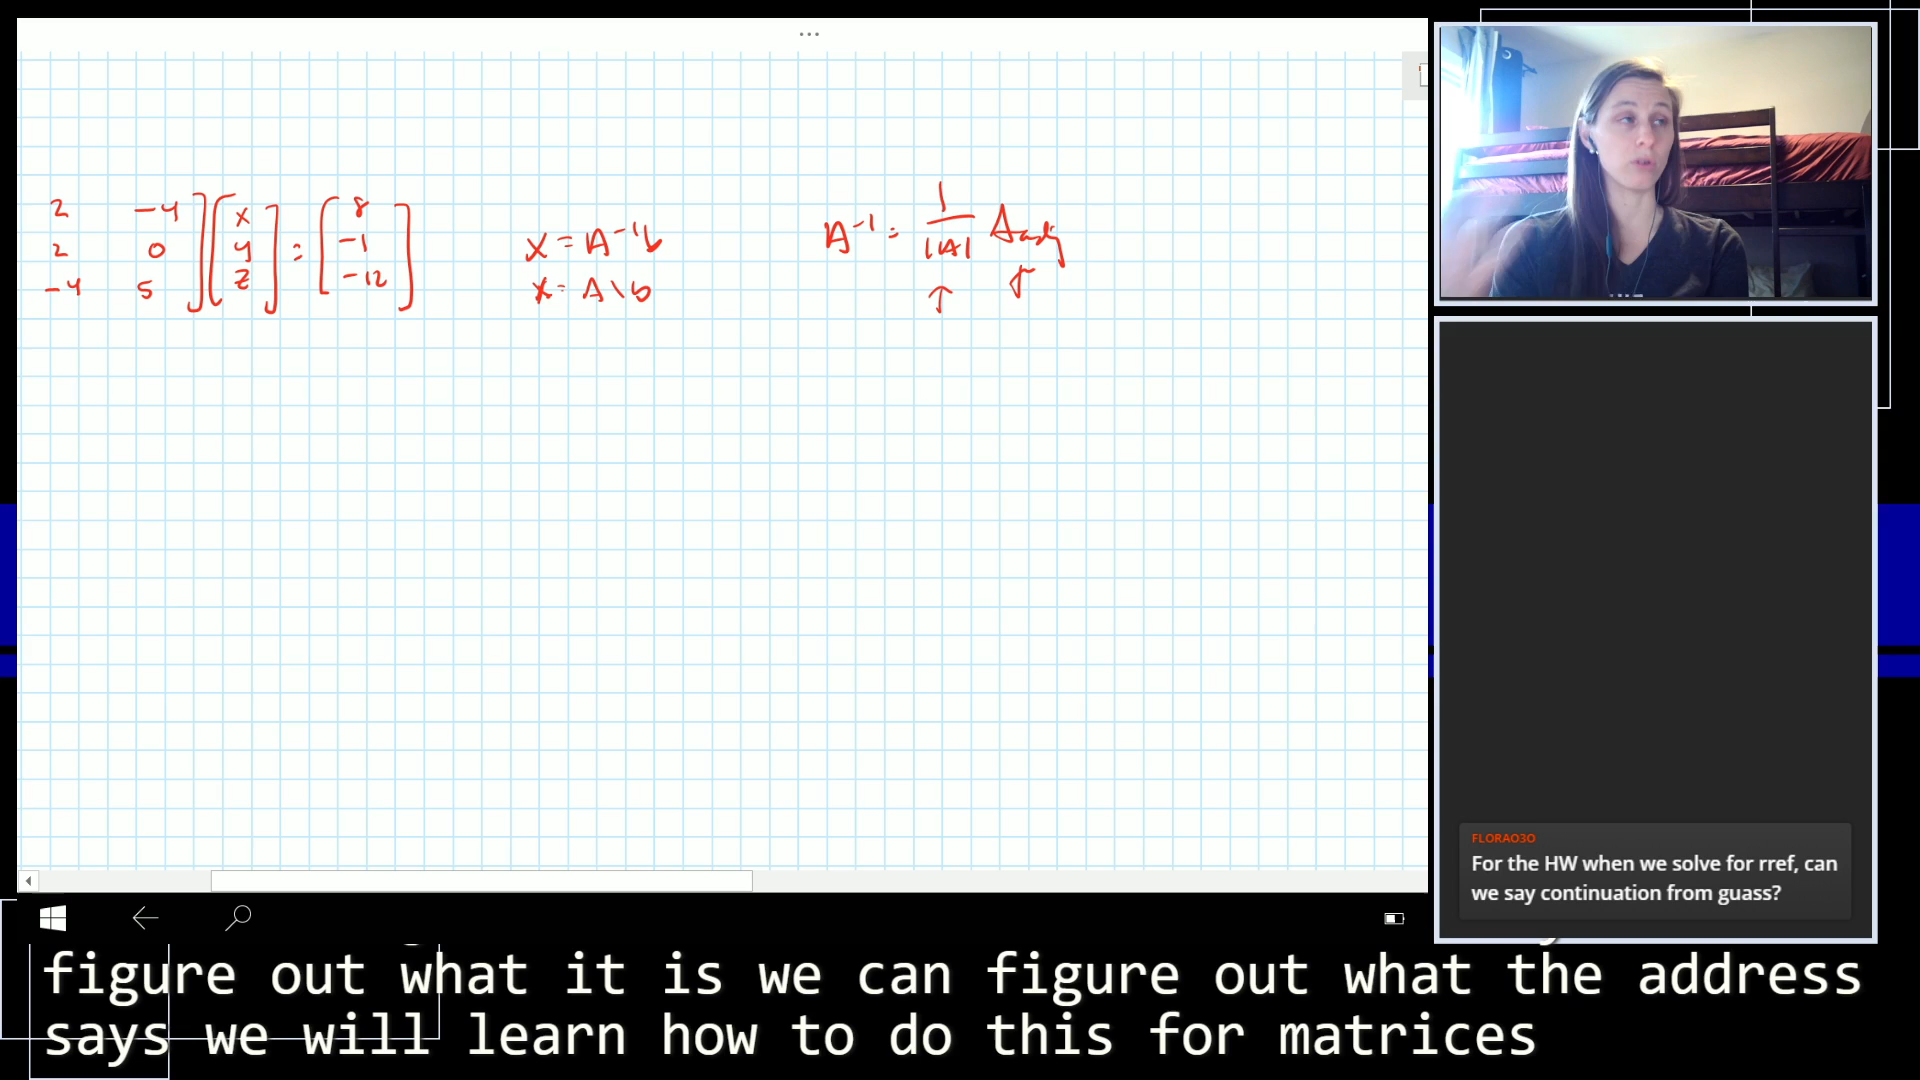 2 -4 ] [ x ] = [ 8 ]
2 0 ] [ y ] = [ -1 ]
-4 5 ] [ z ] = [ -12 ]
x = A⁻¹b
x = A\b
A⁻¹ = 1/|A| Aadj
FLORAO3O
For the HW when we solve for rref, can
we say continuation from guass?
figure out what it is we can figure out what the address
says we will learn how to do this for matrices